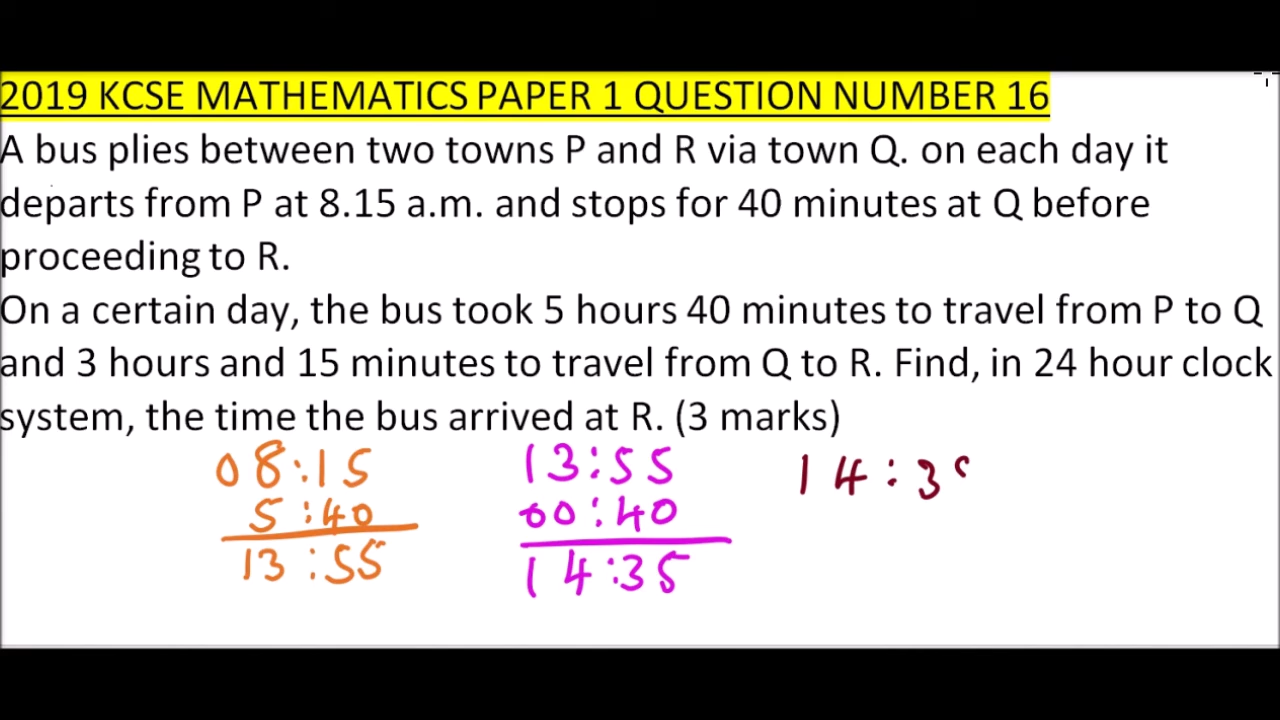 2019 KCSE MATHEMATICS PAPER 1 QUESTION NUMBER 16
A bus plies between two towns P and R via town Q. on each day it
departs from P at 8.15 a.m. and stops for 40 minutes at Q before
proceeding to R.
On a certain day, the bus took 5 hours 40 minutes to travel from P to Q
and 3 hours and 15 minutes to travel from Q to R. Find, in 24 hour clock
system, the time the bus arrived at R. (3 marks)
08:15
5:40
13:55
13:55
00:40
14:35
14:3